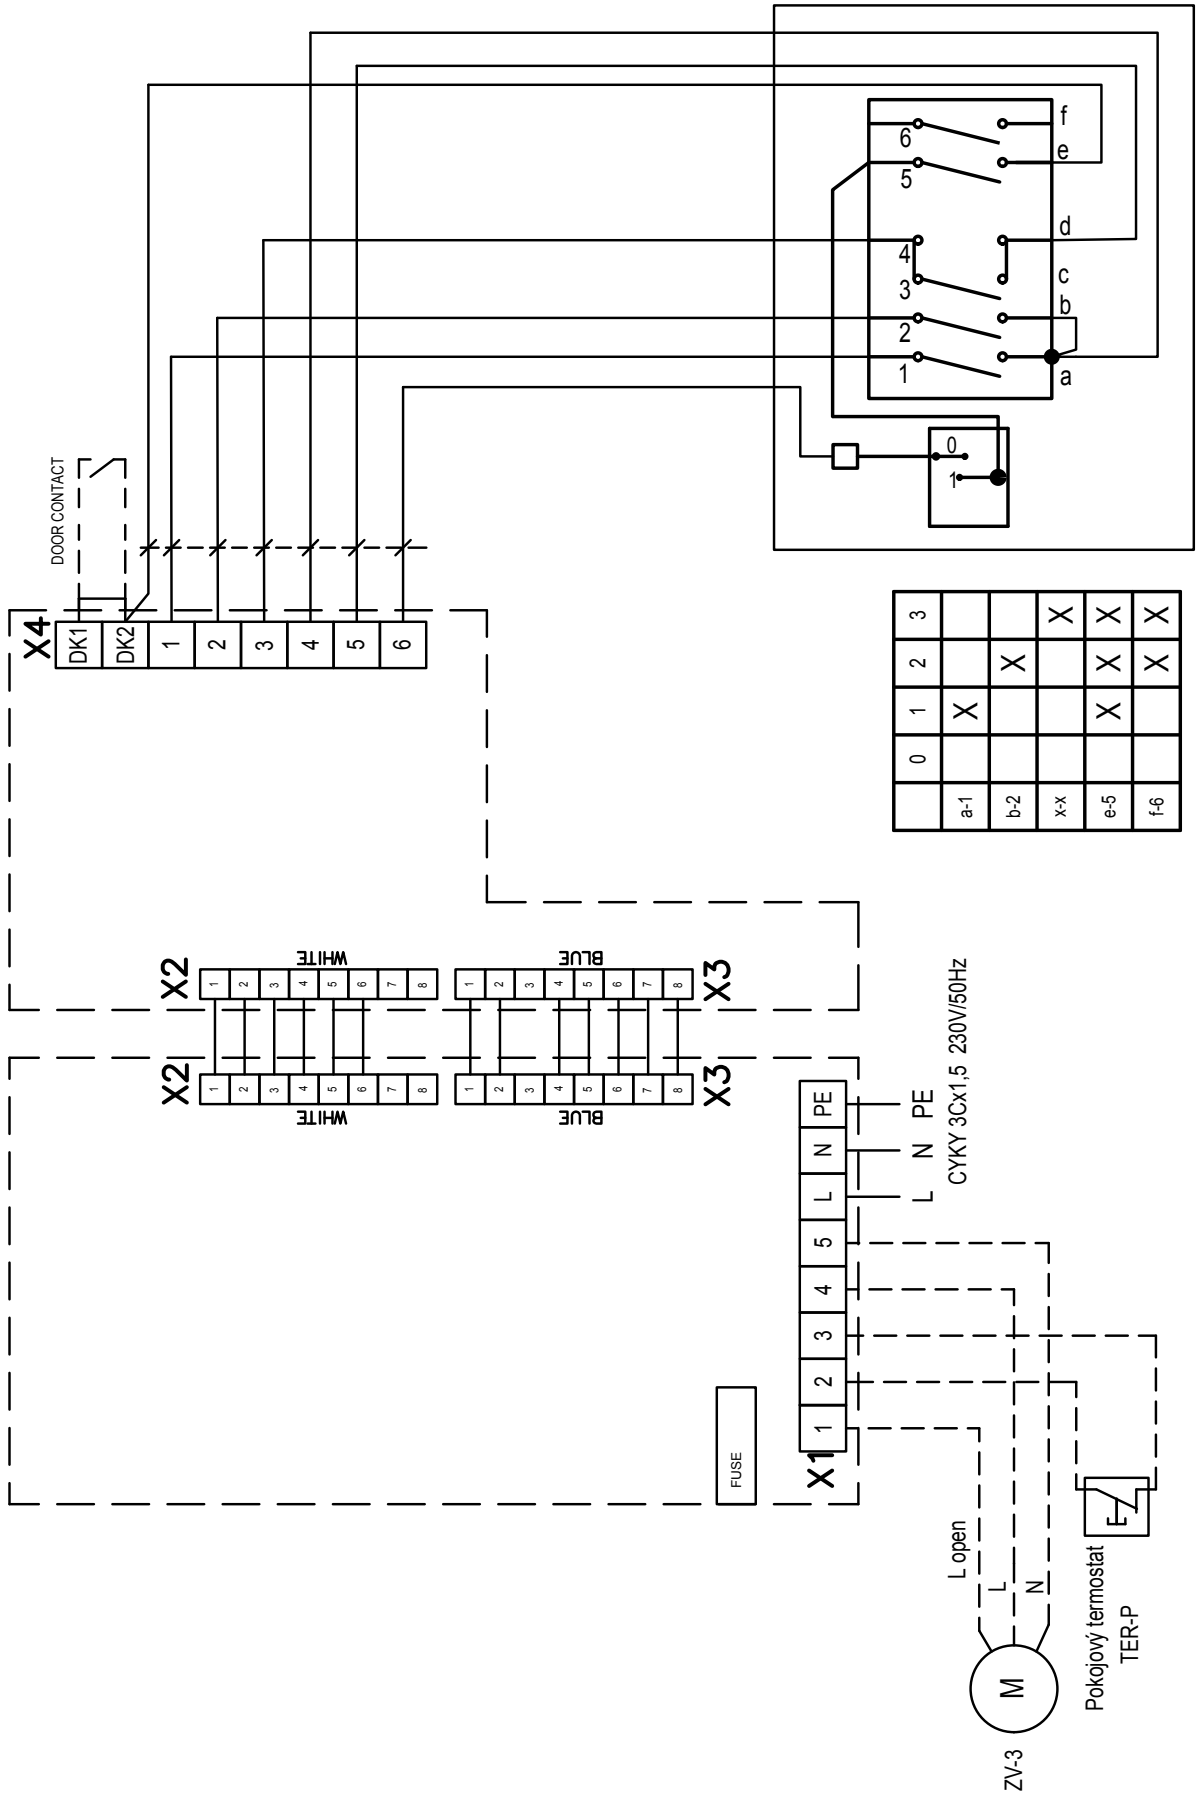 DOOR CONTACT
X4
DK1
DK2
1
2
3
4
5
6
6
5
4
3
2
1
f
e
d
c
b
a
0
1
0 1 2 3
a-1 X
b-2 X
x-x X
e-5 X X X
f-6 X X
X2
1 2 3 4 5 6 7 8
WHITE
X3
1 2 3 4 5 6 7 8
BLUE
X2
1 2 3 4 5 6 7 8
WHITE
X3
1 2 3 4 5 6 7 8
BLUE
FUSE
X1
1 2 3 4 5 L N PE
L N PE
CYKY 3Cx1,5 230V/50Hz
L open
L
N
M
ZV-3
Pokojový termostat
TER-P